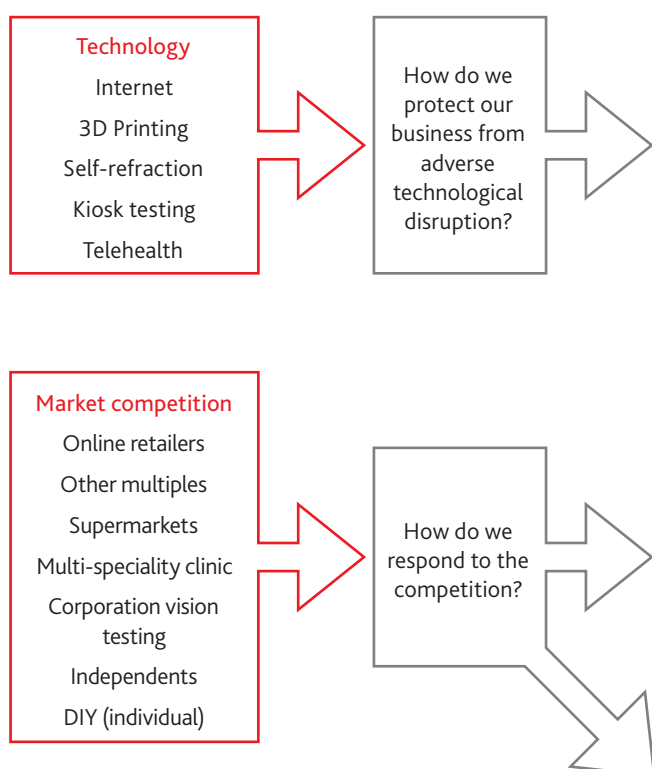 Technology
Internet
3D Printing
Self-refraction
Kiosk testing
Telehealth
How do we
protect our
business from
adverse
technological
disruption?
Market competition
Online retailers
Other multiples
Supermarkets
Multi-speciality clinic
Corporation vision
testing
Independents
DIY (individual)
How do we
respond to the
competition?